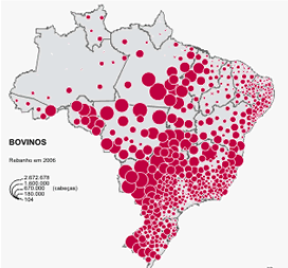 BOVINOS
Rebanho em 2006
2.672.678
1.600.000
670.000 (cabeças)
180.000
104